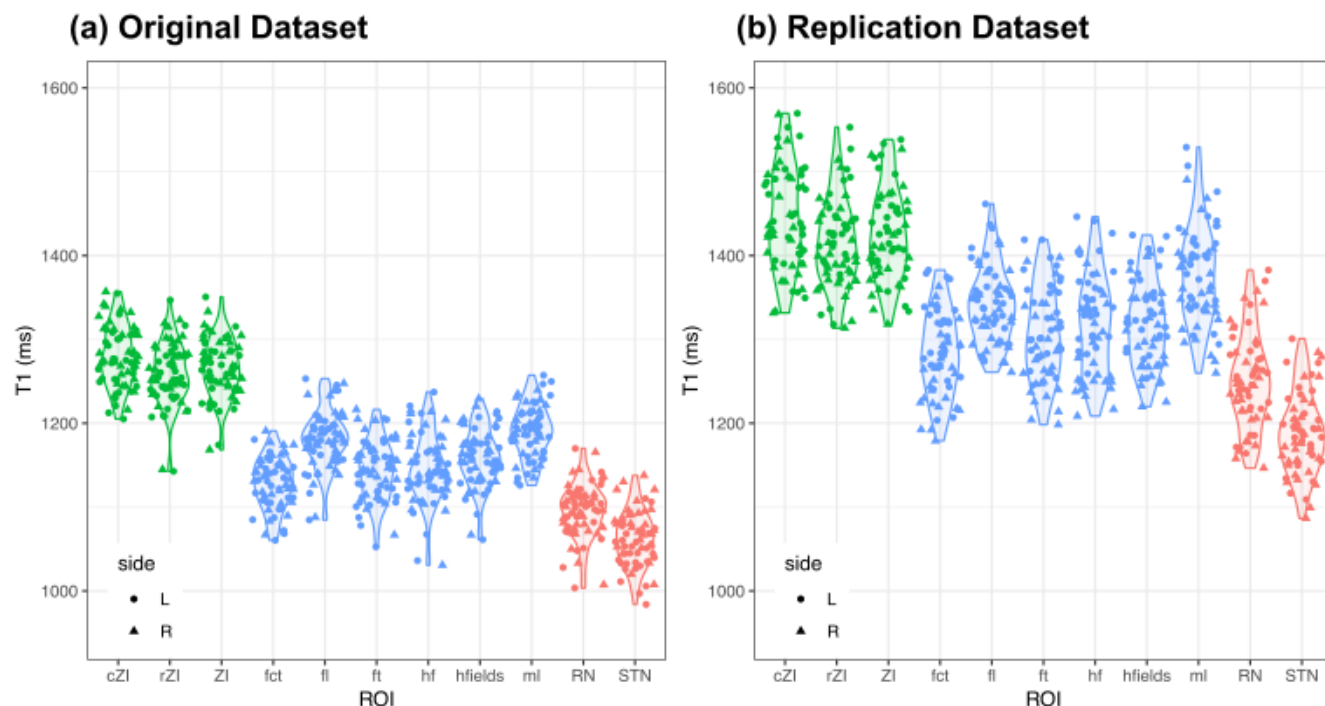 (a) Original Dataset
1600
1400
1200
1000
T1 (ms)
side
L
R
cZI rZI ZI fct fl ft hf hfields ml RN STN
ROI
(b) Replication Dataset
1600
1400
1200
1000
T1 (ms)
side
L
R
cZI rZI ZI fct fl ft hf hfields ml RN STN
ROI